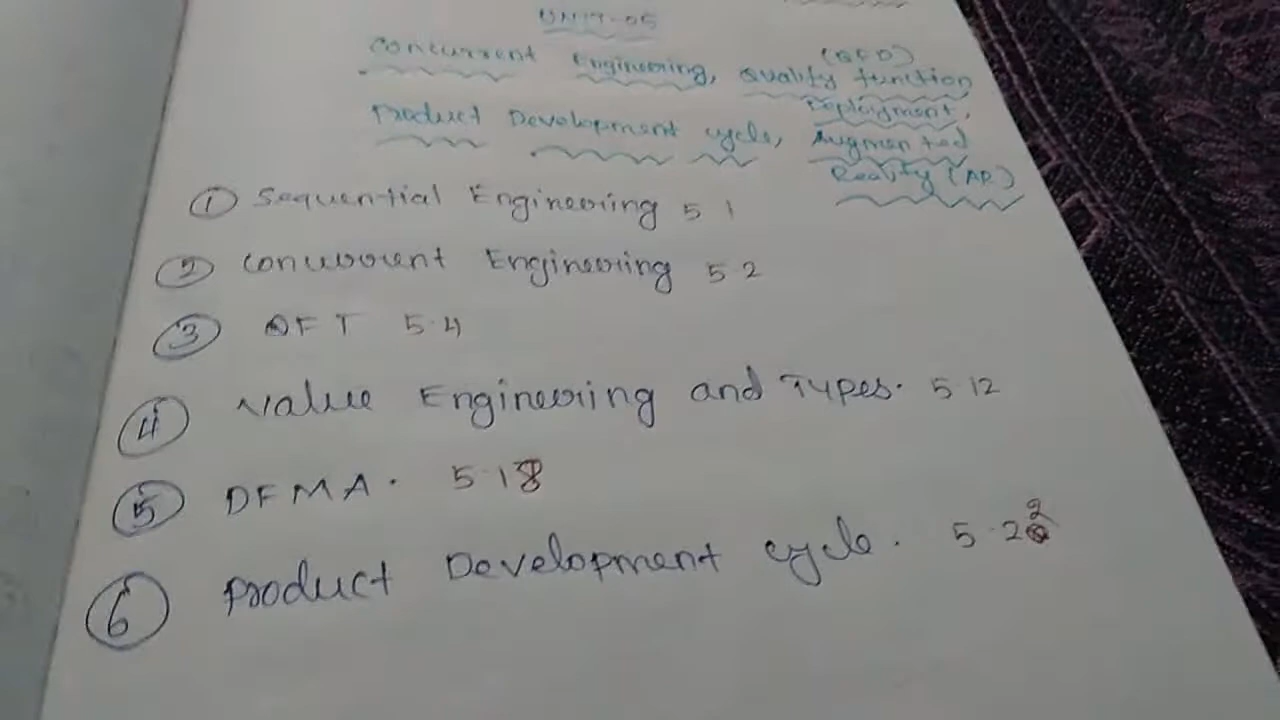 UNIT-05
Concurrent Engineering, Quality function (QFD)
Deployment,
Product Development cycle, Augmented
Reality (AR)
① Sequential Engineering 5.1
② Concurrent Engineering 5.2
③ QFT 5.4
④ Value Engineering and Types. 5.12
⑤ DFMA. 5.18
⑥ Product Development cycle. 5.22